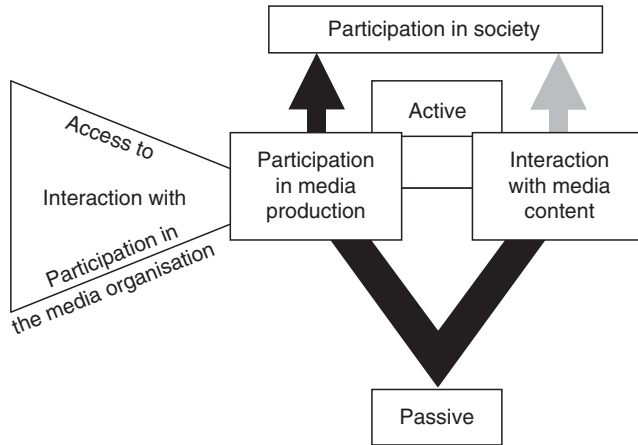 Participation in society
Active
Access to
Interaction with
Participation in
the media organisation
Participation
in media
production
Interaction
with media
content
Passive